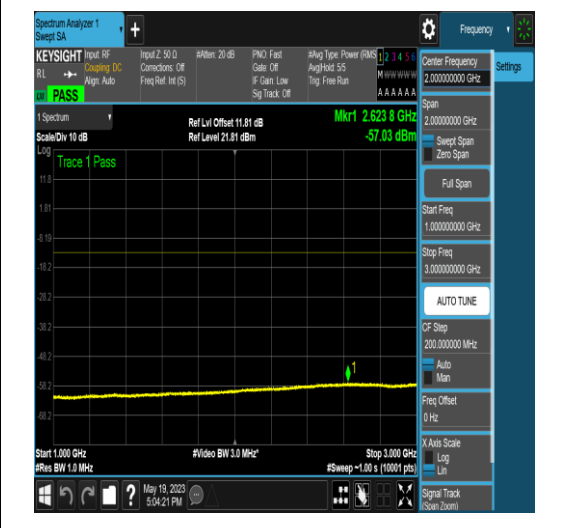 Spectrum Analyzer 1
Swept SA
+
Frequency
KEYSIGHT
RL
PASS
Input: RF
Coupling: DC
Align: Auto
Input Z: 50 Ω
Corrections: Off
Freq Ref: Int (S)
#Atten: 20 dB
PNO: Fast
Gate: Off
IF Gain: Low
Sig Track: Off
#Avg Type: Power (RMS
Avg|Hold: 5/5
Trig: Free Run
1 2 3 4 5 6
M W W W W W
A A A A A A
1 Spectrum
Scale/Div 10 dB
Ref Lvl Offset 11.81 dB
Ref Level 21.81 dBm
Mkr1 2.623 8 GHz
-57.03 dBm
Log
Trace 1 Pass
11.8
1.81
-8.19
-18.2
-28.2
-38.2
-48.2
-58.2
-68.2
1
Start 1.000 GHz
#Res BW 1.0 MHz
#Video BW 3.0 MHz*
Stop 3.000 GHz
#Sweep ~1.00 s (10001 pts)
May 19, 2023
5:04:21 PM
?
Center Frequency
2.000000000 GHz
Span
2.00000000 GHz
Swept Span
Zero Span
Full Span
Start Freq
1.000000000 GHz
Stop Freq
3.000000000 GHz
AUTO TUNE
CF Step
200.000000 MHz
Auto
Man
Freq Offset
0 Hz
X Axis Scale
Log
Lin
Signal Track
(Span Zoom)
Settings